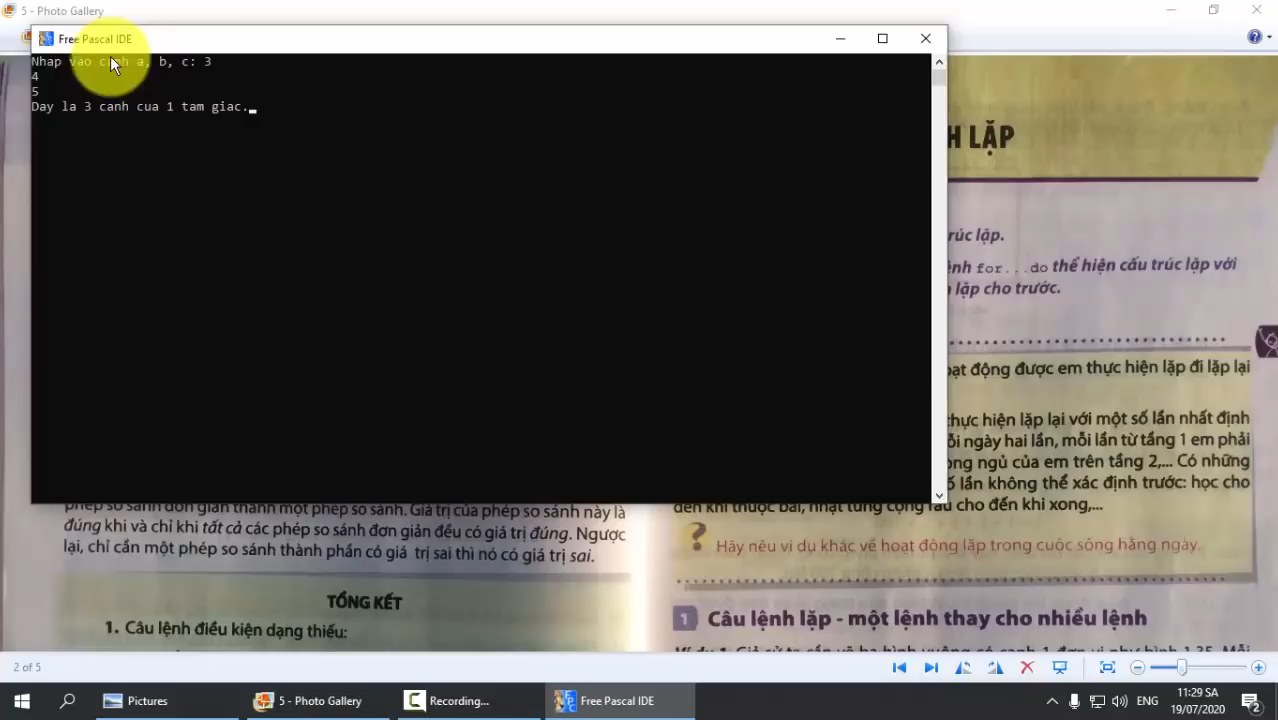 5 - Photo Gallery
Free Pascal IDE
Nhap vao canh a, b, c: 3
4
5
Day la 3 canh cua 1 tam giac.
H LẶP
rúc lặp.
ệnh for...do thể hiện cấu trúc lặp với
lặp cho trước.
ạt động được em thực hiện lặp đi lặp lại
hực hiện lặp lại với một số lần nhất định
ỗi ngày hai lần, mỗi lần từ tầng 1 em phải
ng ngủ của em trên tầng 2,... Có những
ố lần không thể xác định trước: học cho
đến khi thuộc bài, nhặt từng cọng rau cho đến khi xong,...
phép so sánh đơn giản thành một phép so sánh. Giá trị của phép so sánh này là
đúng khi và chỉ khi tất cả các phép so sánh đơn giản đều có giá trị đúng. Ngược
lại, chỉ cần một phép so sánh thành phần có giá trị sai thì nó có giá trị sai.
? Hãy nêu ví dụ khác về hoạt động lặp trong cuộc sống hằng ngày.
TỔNG KẾT
1. Câu lệnh điều kiện dạng thiếu:
1 Câu lệnh lặp - một lệnh thay cho nhiều lệnh
2 of 5
Pictures
5 - Photo Gallery
Recording...
Free Pascal IDE
ENG
11:29 SA
19/07/2020
2